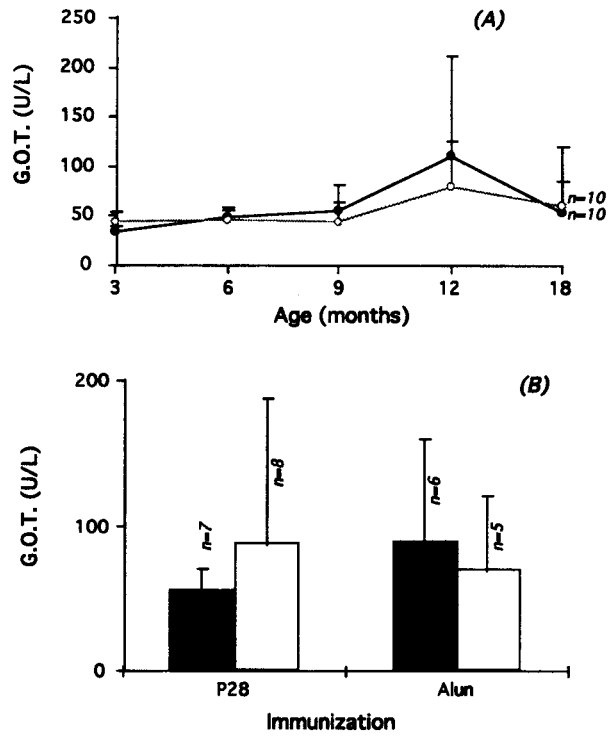 (A)
G.O.T. (U/L)
250
200
150
100
50
0
n=10
n=10
3 6 9 12 18
Age (months)
(B)
G.O.T. (U/L)
200
100
0
n=7
n=8
n=6
n=5
P28 Alun
Immunization